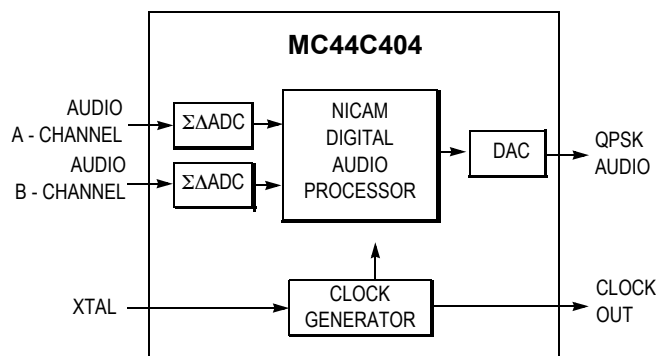 MC44C404
AUDIO
A - CHANNEL
ΣΔADC
NICAM
DIGITAL
AUDIO
PROCESSOR
DAC
QPSK
AUDIO
AUDIO
B - CHANNEL
ΣΔADC
XTAL
CLOCK
GENERATOR
CLOCK
OUT